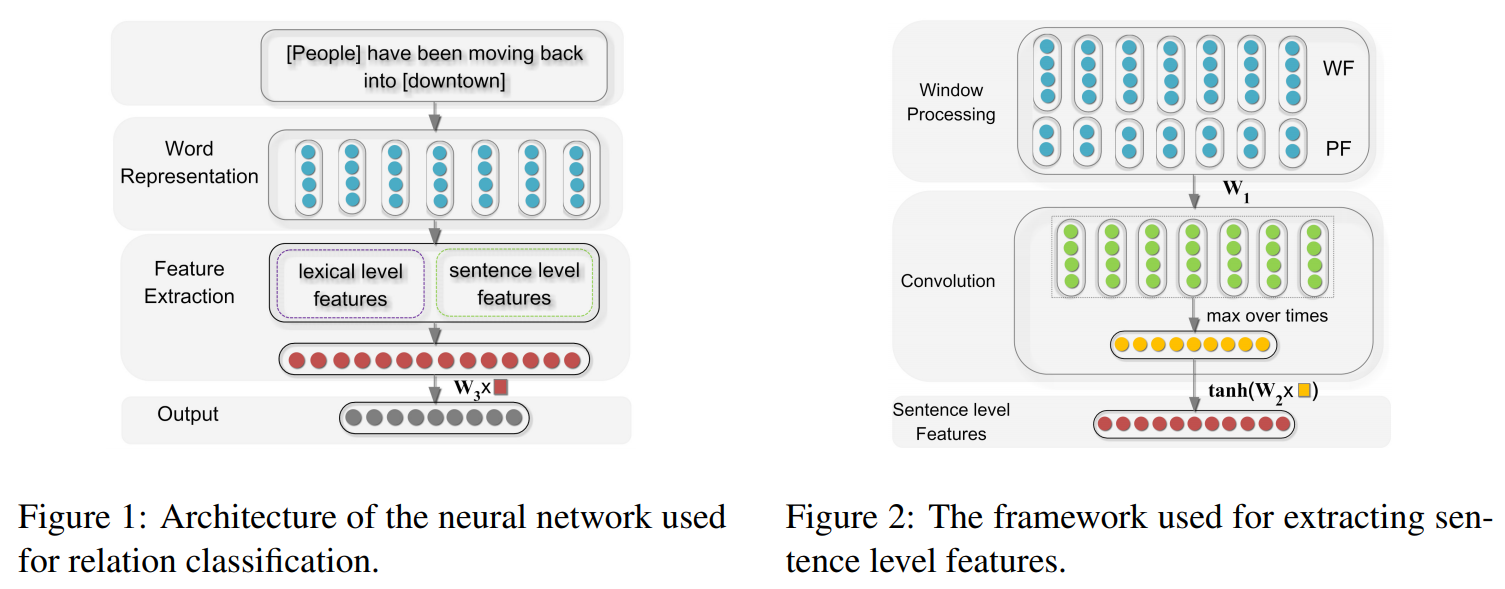 [People] have been moving back
into [downtown]
Word
Representation
Feature
Extraction
lexical level
features
sentence level
features
W3x
Output
Figure 1: Architecture of the neural network used
for relation classification.
Window
Processing
WF
PF
W1
Convolution
max over times
tanh(W2x )
Sentence level
Features
Figure 2: The framework used for extracting sen-
tence level features.